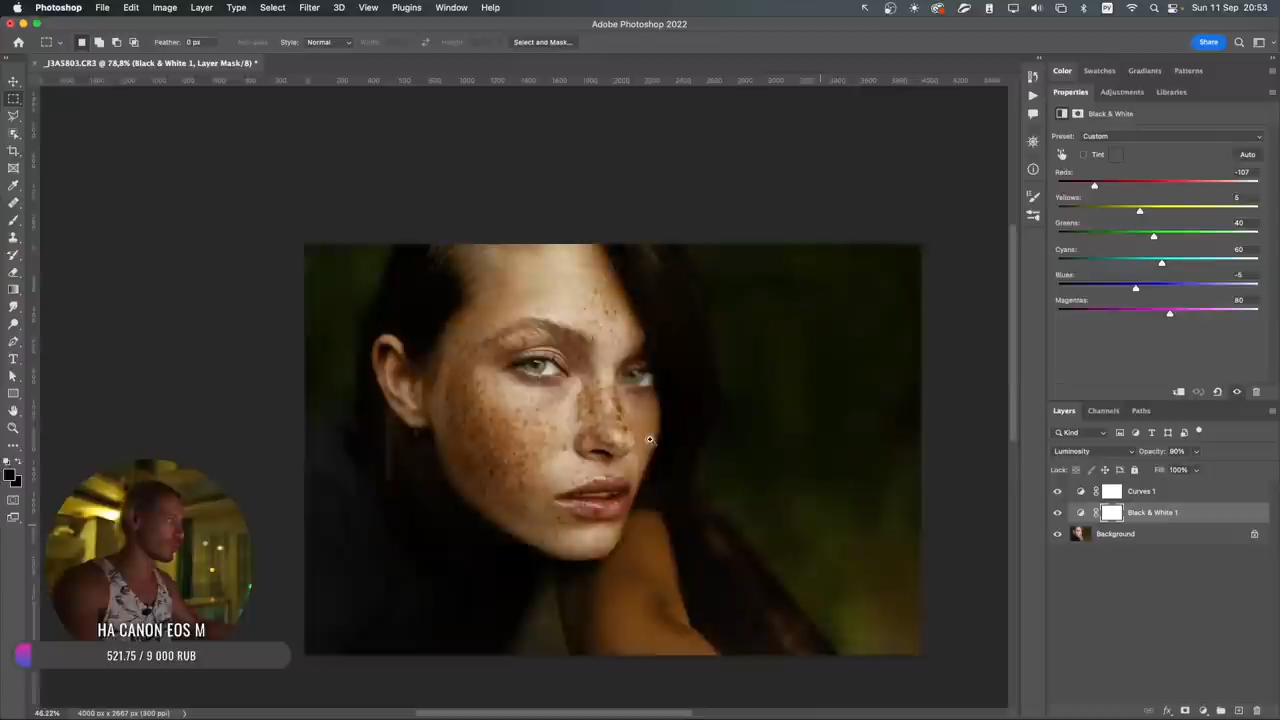 Photoshop File Edit Image Layer Type Select Filter 3D View Plugins Window Help
Sun 11 Sep 20:53
Adobe Photoshop 2022
Feather: 0 px
Style: Normal
Select and Mask...
Share
_J3A5803.CR3 @ 78,8% (Black & White 1, Layer Mask/8) *
Color Swatches Gradients Patterns
Properties Adjustments Libraries
Black & White
Preset: Custom
Tint
Auto
Reds: -107
Yellows: 5
Greens: 40
Cyans: 60
Blues: -5
Magentas: 80
Layers Channels Paths
Kind
Luminosity Opacity: 90%
Lock: Fill: 100%
Curves 1
Black & White 1
Background
НА CANON EOS M
521.75 / 9 000 RUB
46.22% 4000 px x 2667 px (300 ppi)